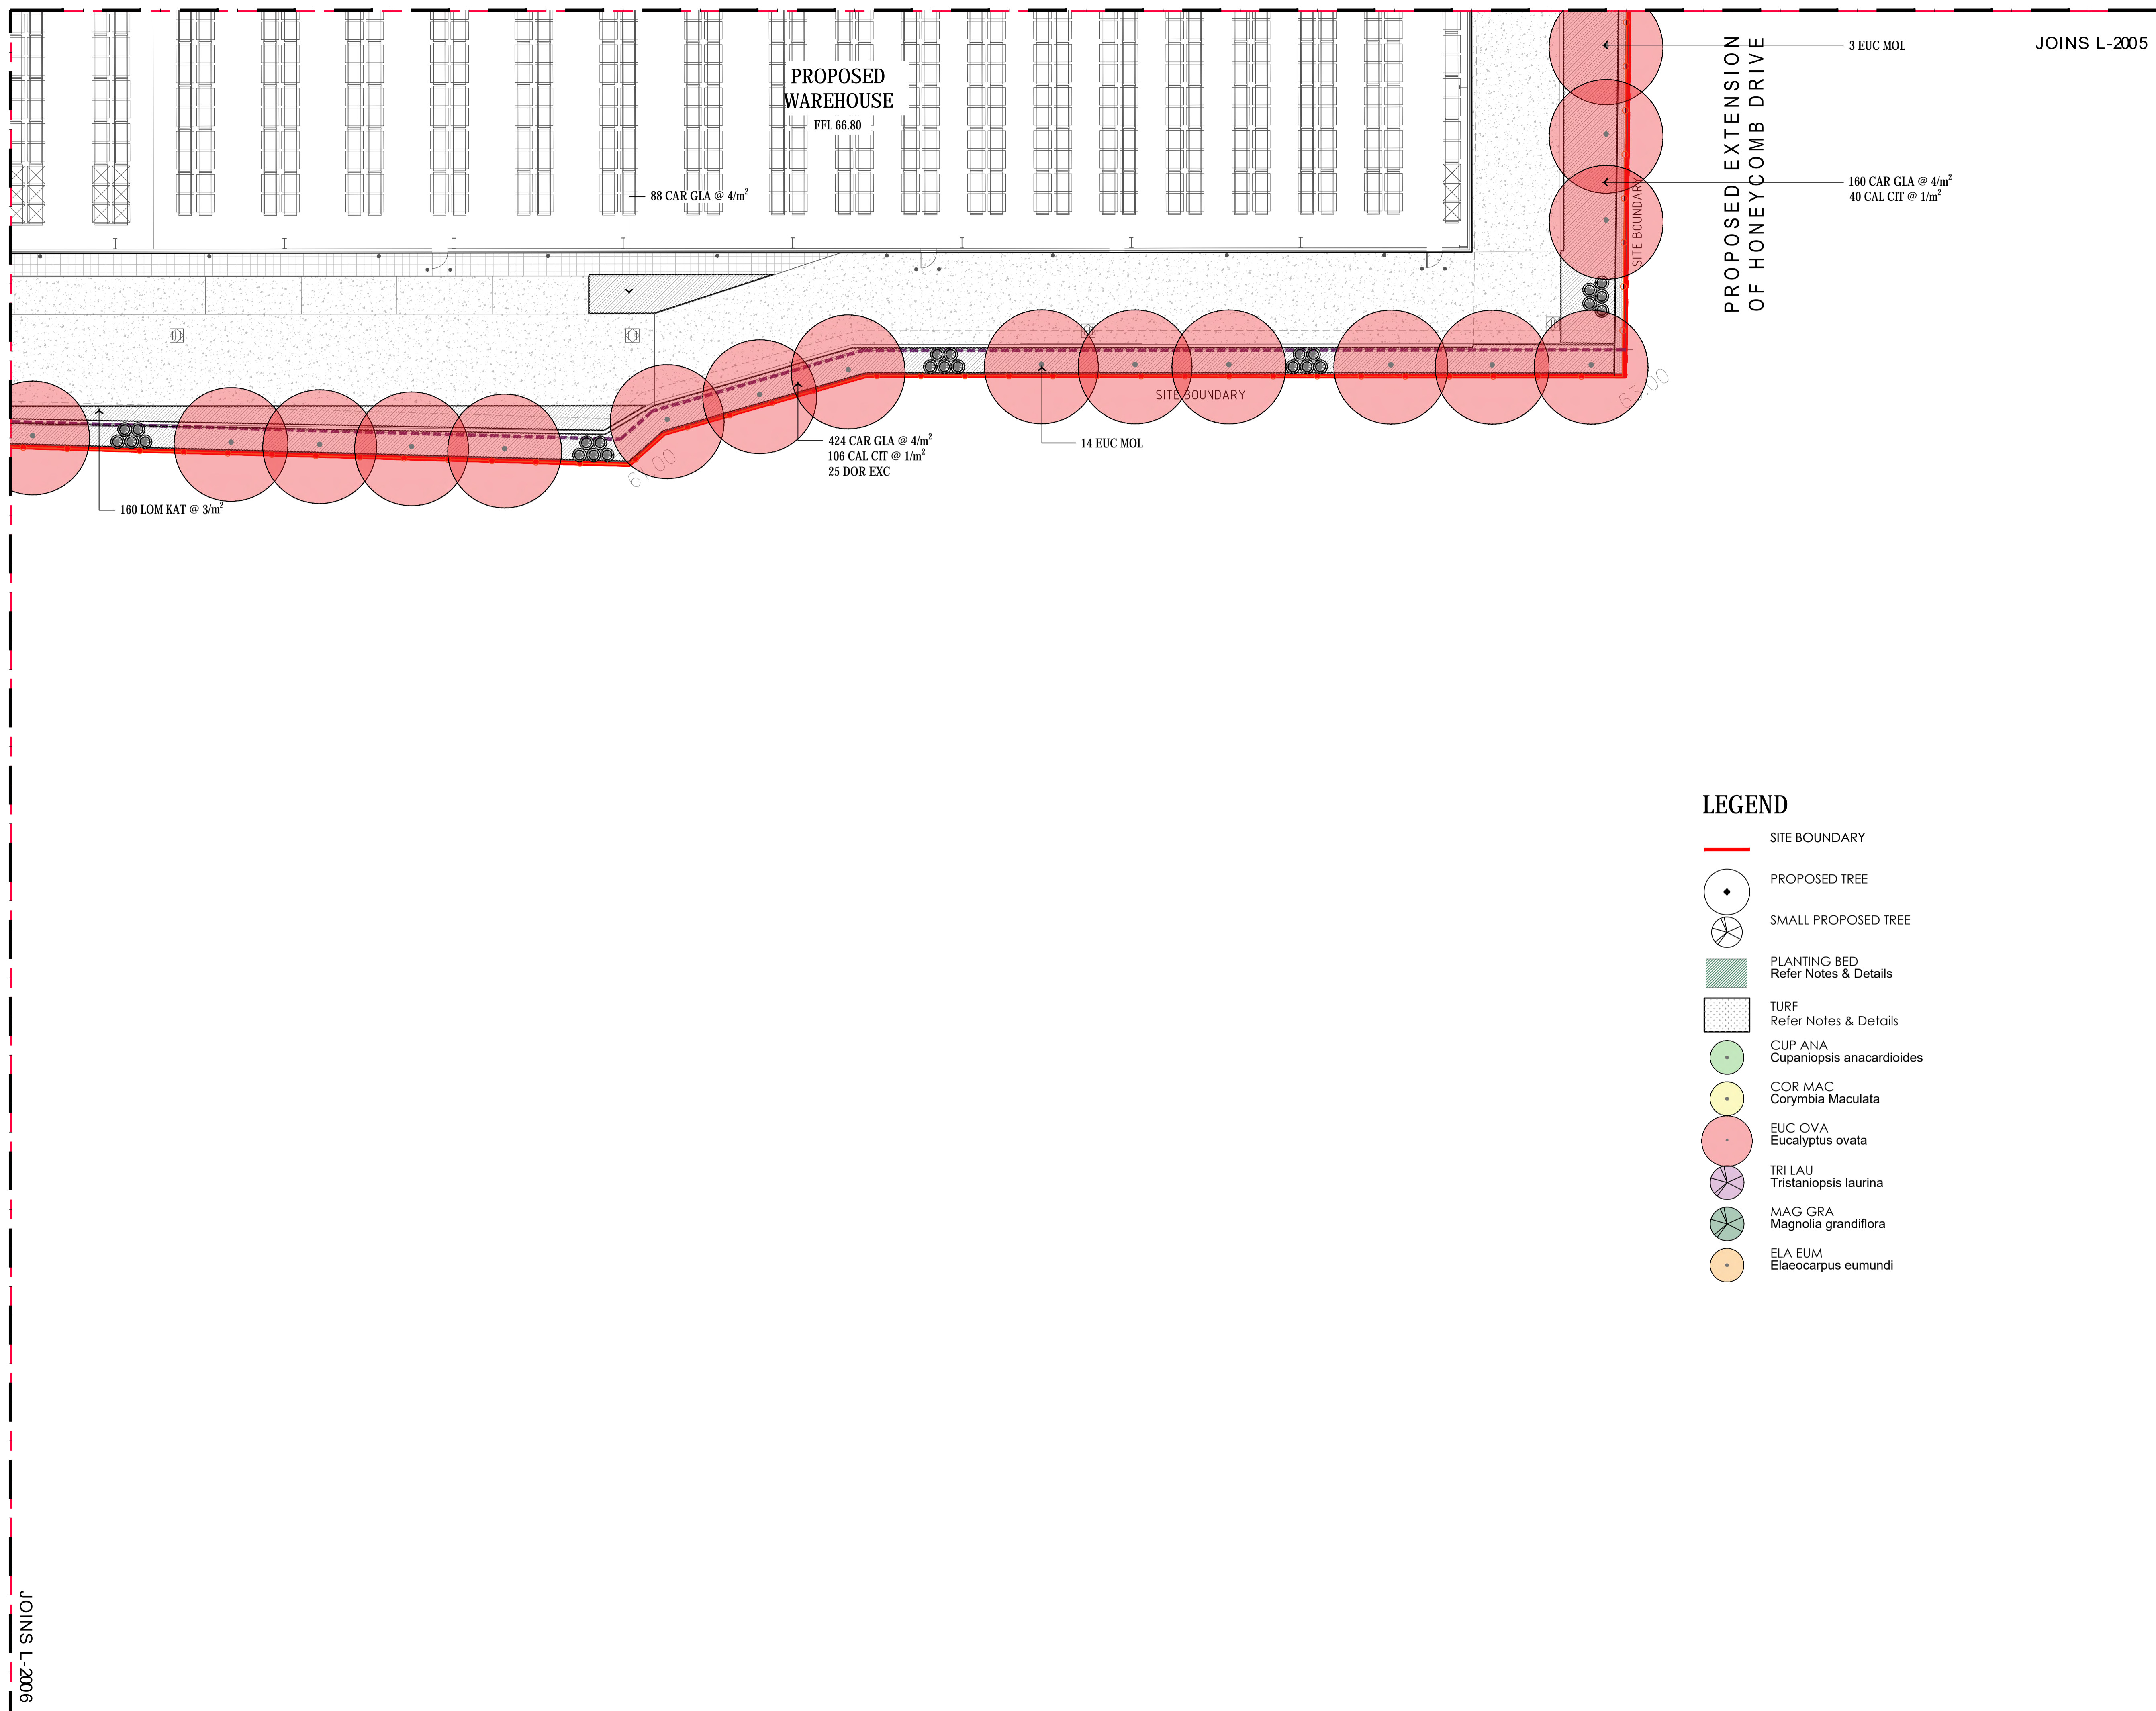 JOINS L-2005
PROPOSED
WAREHOUSE
FFL 66.80
3 EUC MOL
PROPOSED EXTENSION
OF HONEYCOMB DRIVE
88 CAR GLA @ 4/m²
160 CAR GLA @ 4/m²
40 CAL CIT @ 1/m²
SITE BOUNDARY
SITE BOUNDARY
63.00
424 CAR GLA @ 4/m²
106 CAL CIT @ 1/m²
25 DOR EXC
14 EUC MOL
160 LOM KAT @ 3/m²
LEGEND
SITE BOUNDARY
PROPOSED TREE
SMALL PROPOSED TREE
PLANTING BED
Refer Notes & Details
TURF
Refer Notes & Details
CUP ANA
Cupaniopsis anacardioides
COR MAC
Corymbia Maculata
EUC OVA
Eucalyptus ovata
TRI LAU
Tristaniopsis laurina
MAG GRA
Magnolia grandiflora
ELA EUM
Elaeocarpus eumundi
JOINS L-2006